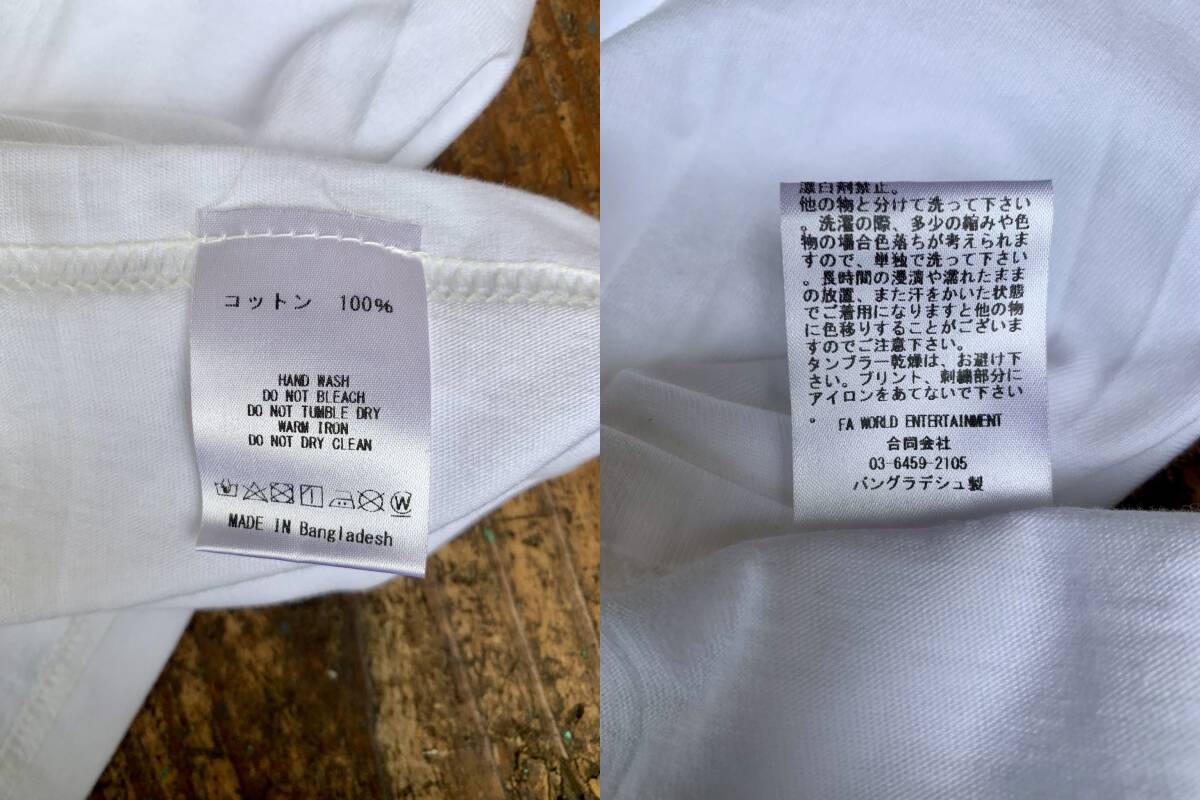 コットン 100%
HAND WASH
DO NOT BLEACH
DO NOT TUMBLE DRY
WARM IRON
DO NOT DRY CLEAN
W
MADE IN Bangladesh
漂白剤禁止。
他の物と分けて洗って下さい
。洗濯の際、多少の縮みや色
物の場合色落ちが考えられま
すので、単独で洗って下さい
。長時間の浸漬や濡れたまま
の放置、また汗をかいた状態
でご着用になりますと他の物
に色移りすることがございま
すのでご注意下さい。
タンブラー乾燥は、お避け下
さい。プリント、刺繍部分に
アイロンをあてないで下さい
。 FA WORLD ENTERTAINMENT
合同会社
03-6459-2105
バングラデシュ製